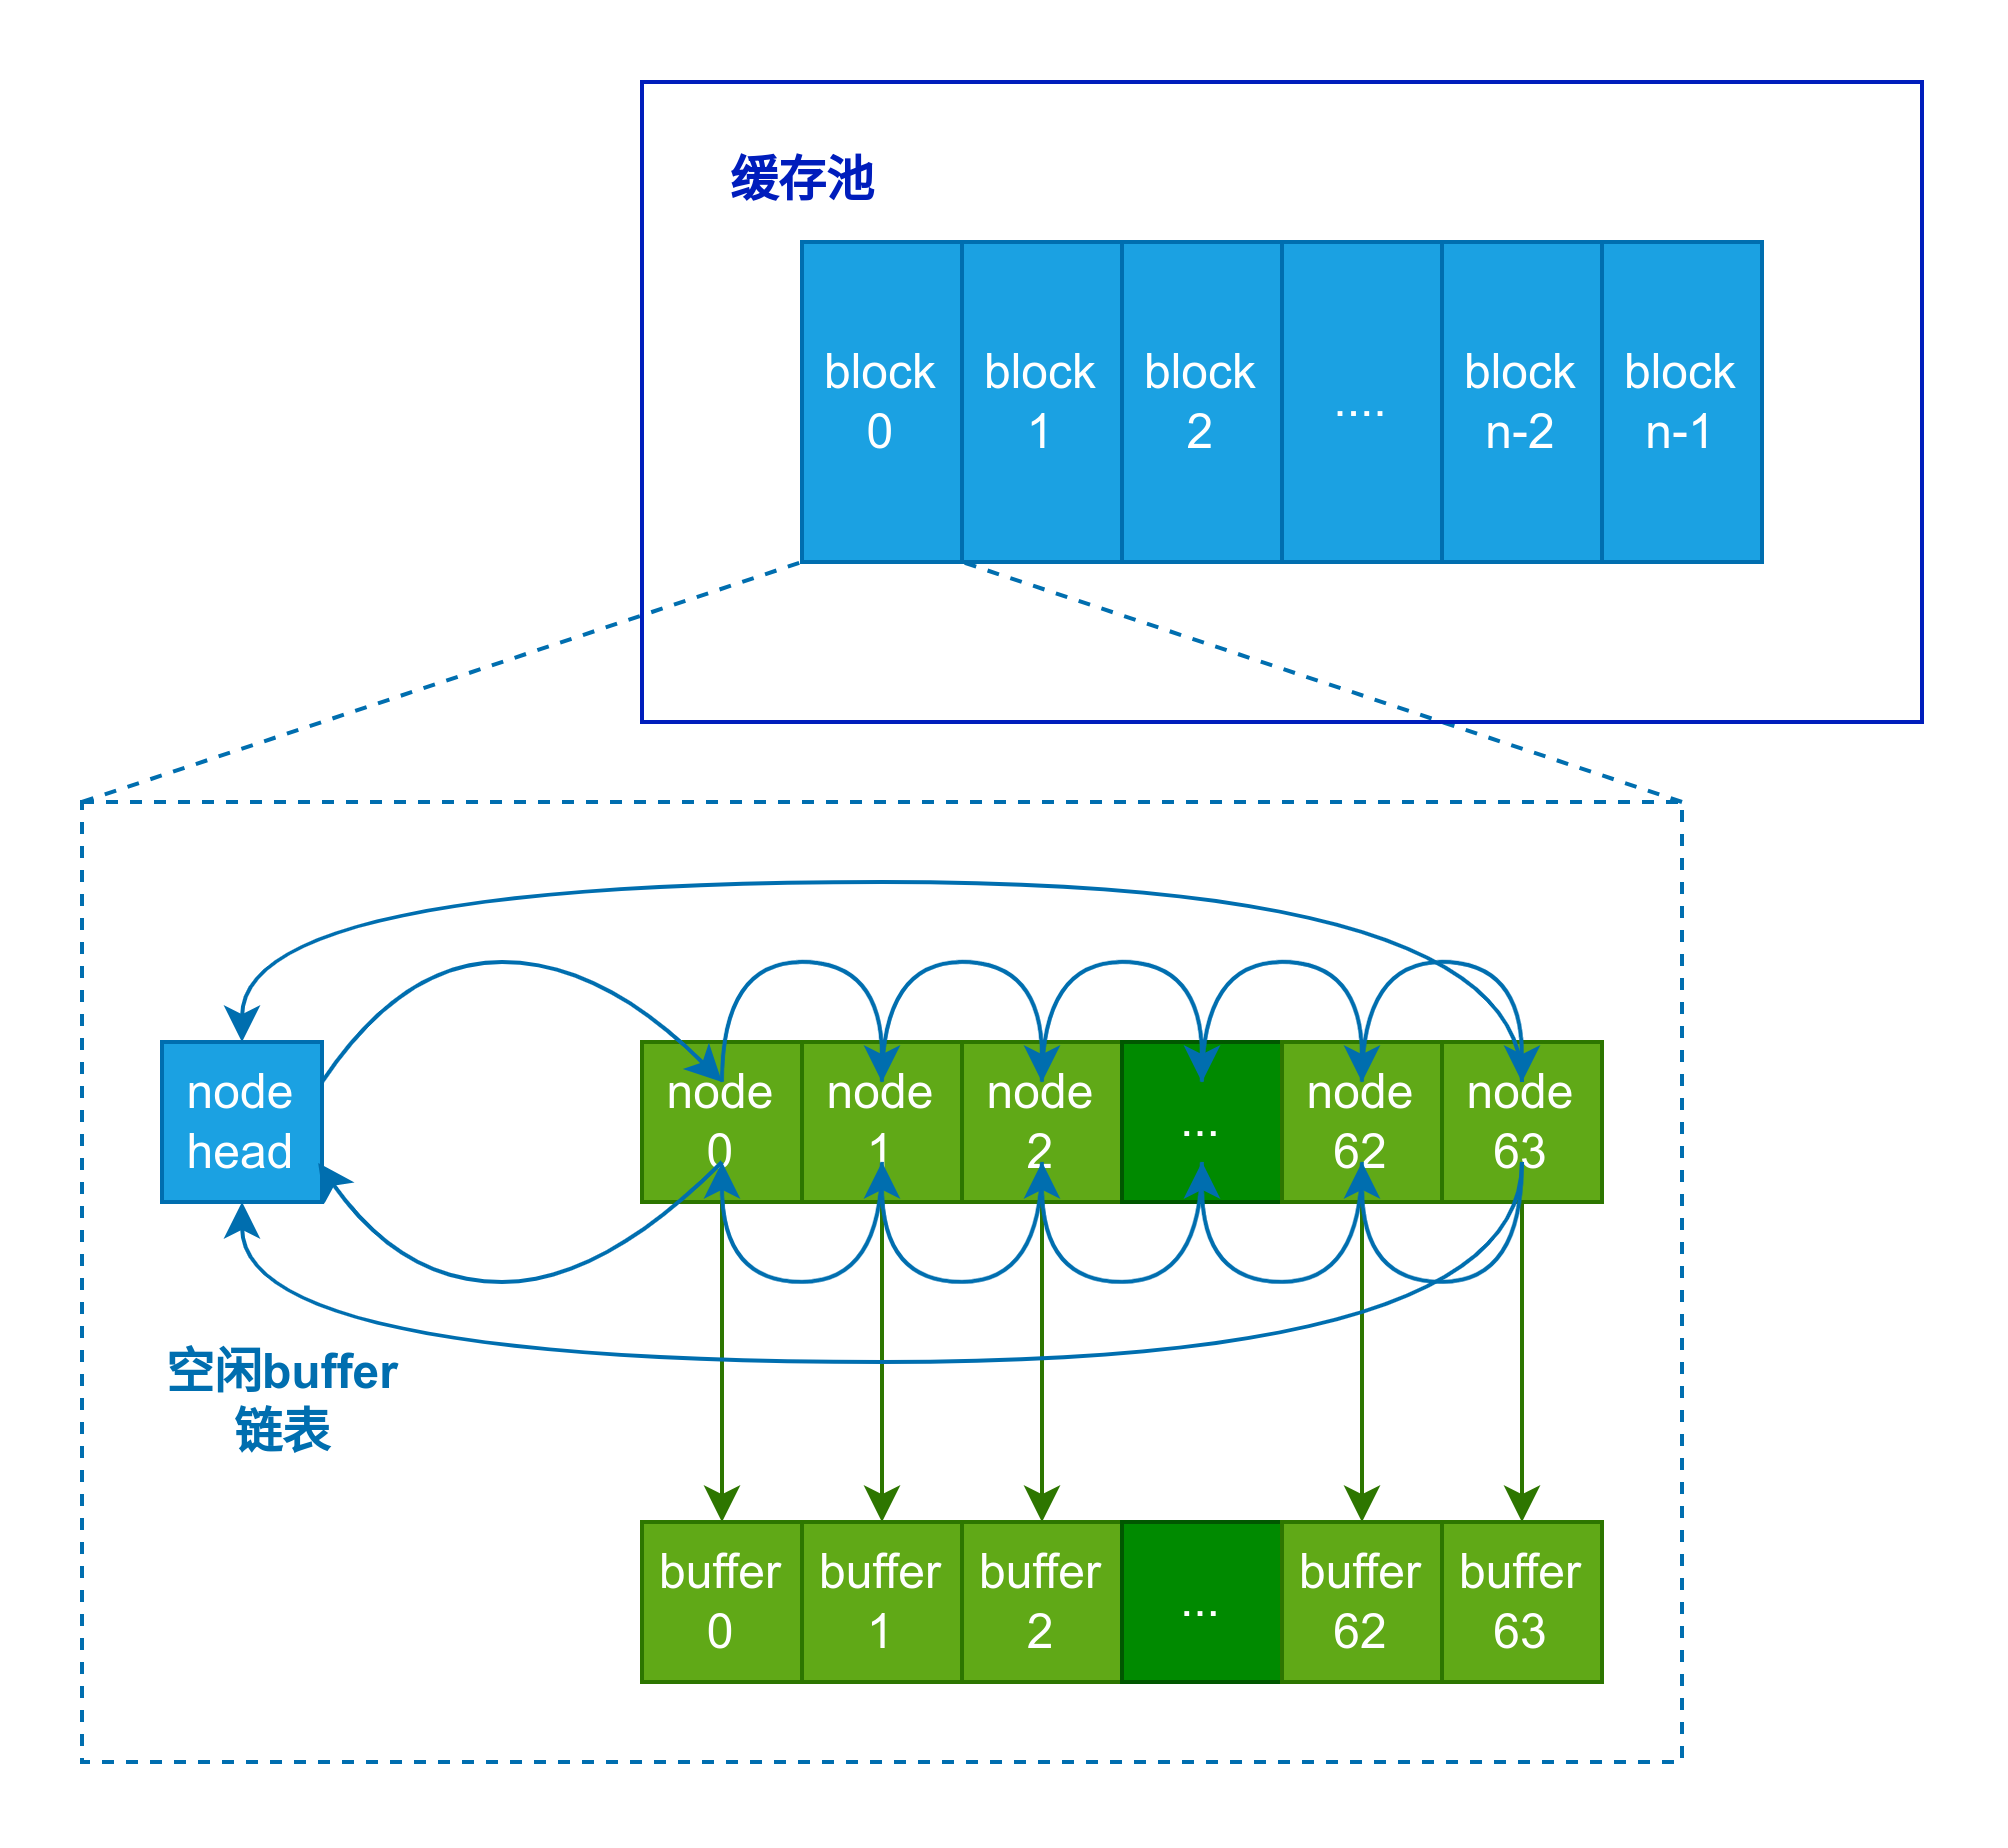 缓存池
block
0
block
1
block
2
....
block
n-2
block
n-1
node
head
node
0
node
1
node
2
...
node
62
node
63
空闲buffer
链表
buffer
0
buffer
1
buffer
2
...
buffer
62
buffer
63